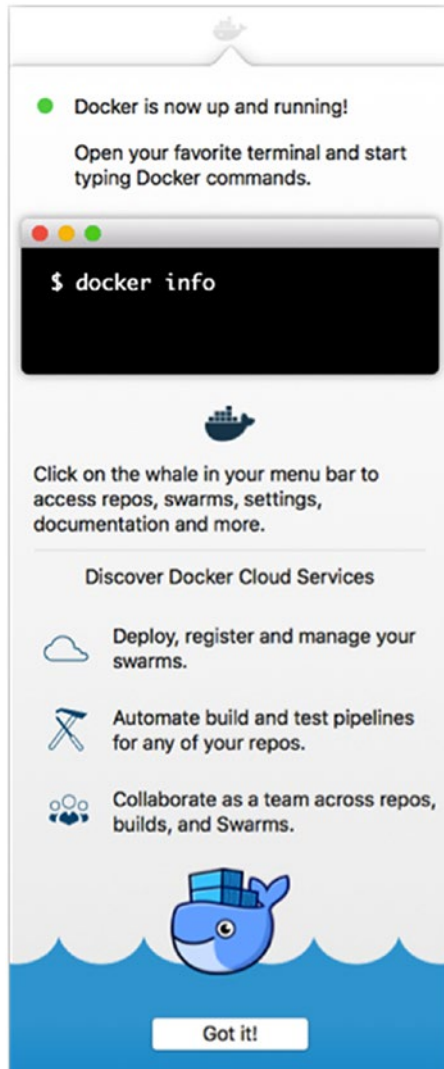 Docker is now up and running!
Open your favorite terminal and start
typing Docker commands.
$ docker info
Click on the whale in your menu bar to
access repos, swarms, settings,
documentation and more.
Discover Docker Cloud Services
Deploy, register and manage your
swarms.
Automate build and test pipelines
for any of your repos.
Collaborate as a team across repos,
builds, and Swarms.
Got it!